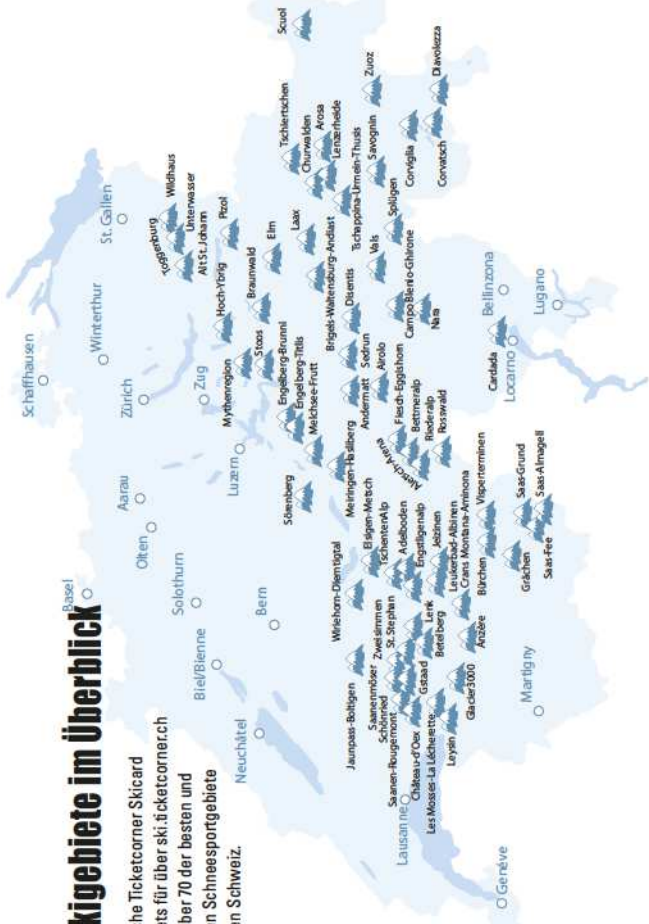 kigebiete im Überblick
he Ticketcorner Skicard
ts für über ski.ticketcorner.ch
ber 70 der besten und
n Schneesportgebiete
en Schweiz.
Schaffhausen
Basel
Winterthur
St. Gallen
Aarau
Olten
Zürich
Solothurn
Zug
Biel/Bienne
Luzern
Neuchâtel
Bern
Lausanne
Genève
Martigny
Bellinzona
Locarno
Lugano
Toggenburg
Wildhaus
Unterwasser
Alt St. Johann
Pizol
Hoch-Ybrig
Braunwald
Elm
Mythenregion
Stoos
Engelberg-Brunni
Engelberg-Titlis
Melchsee-Frutt
Sörenberg
Meiringen-Hasliberg
Laax
Brigels-Waltensburg-Andiast
Tschiertschen
Churwalden
Arosa
Lenzerheide
Tschappina-Urmein-Thusis
Savognin
Scuol
Zuoz
Corviglia
Diavolezza
Corvatsch
Splügen
Vals
Disentis
Sedrun
Andermatt
Airolo
Campo Blenio-Ghirone
Nara
Cardada
Aletsch-Arena
Fiesch-Eggishorn
Bettmeralp
Riederalp
Rosswald
Wiriehorn-Diemtigtal
Elsigen-Metsch
TschentenAlp
Adelboden
Engstligenalp
Jeizinen
Leukerbad-Albinen
Crans Montana-Aminona
Visperterminen
Bürchen
Grächen
Saas-Grund
Saas-Almagell
Saas-Fee
Jaunpass-Boltigen
Zweisimmen
St. Stephan
Lenk
Betelberg
Saanenmöser
Schönried
Saanen-Rougemont
Gstaad
Château-d'Oex
Les Mosses-La Lécherette
Leysin
Glacier3000
Anzère